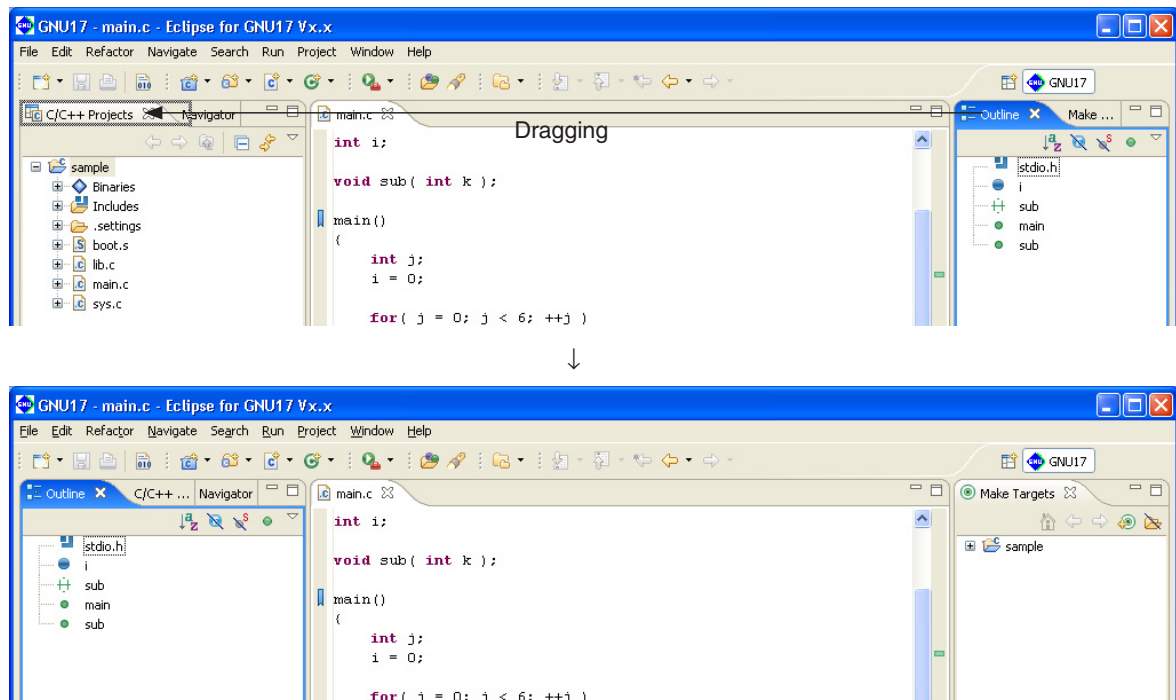 GNU17 - main.c - Eclipse for GNU17 Vx.x
File Edit Refactor Navigate Search Run Project Window Help
GNU17
C/C++ Projects Navigator
main.c
Dragging
Outline Make ...
sample
Binaries
Includes
.settings
boot.s
lib.c
main.c
sys.c
int i;
void sub( int k );
main()
{
int j;
i = 0;
for( j = 0; j < 6; ++j )
stdio.h
i
sub
main
sub
↓
GNU17 - main.c - Eclipse for GNU17 Vx.x
File Edit Refactor Navigate Search Run Project Window Help
GNU17
Outline C/C++ ... Navigator
main.c
Make Targets
stdio.h
i
sub
main
sub
int i;
void sub( int k );
main()
{
int j;
i = 0;
for( j = 0; j < 6; ++j )
sample